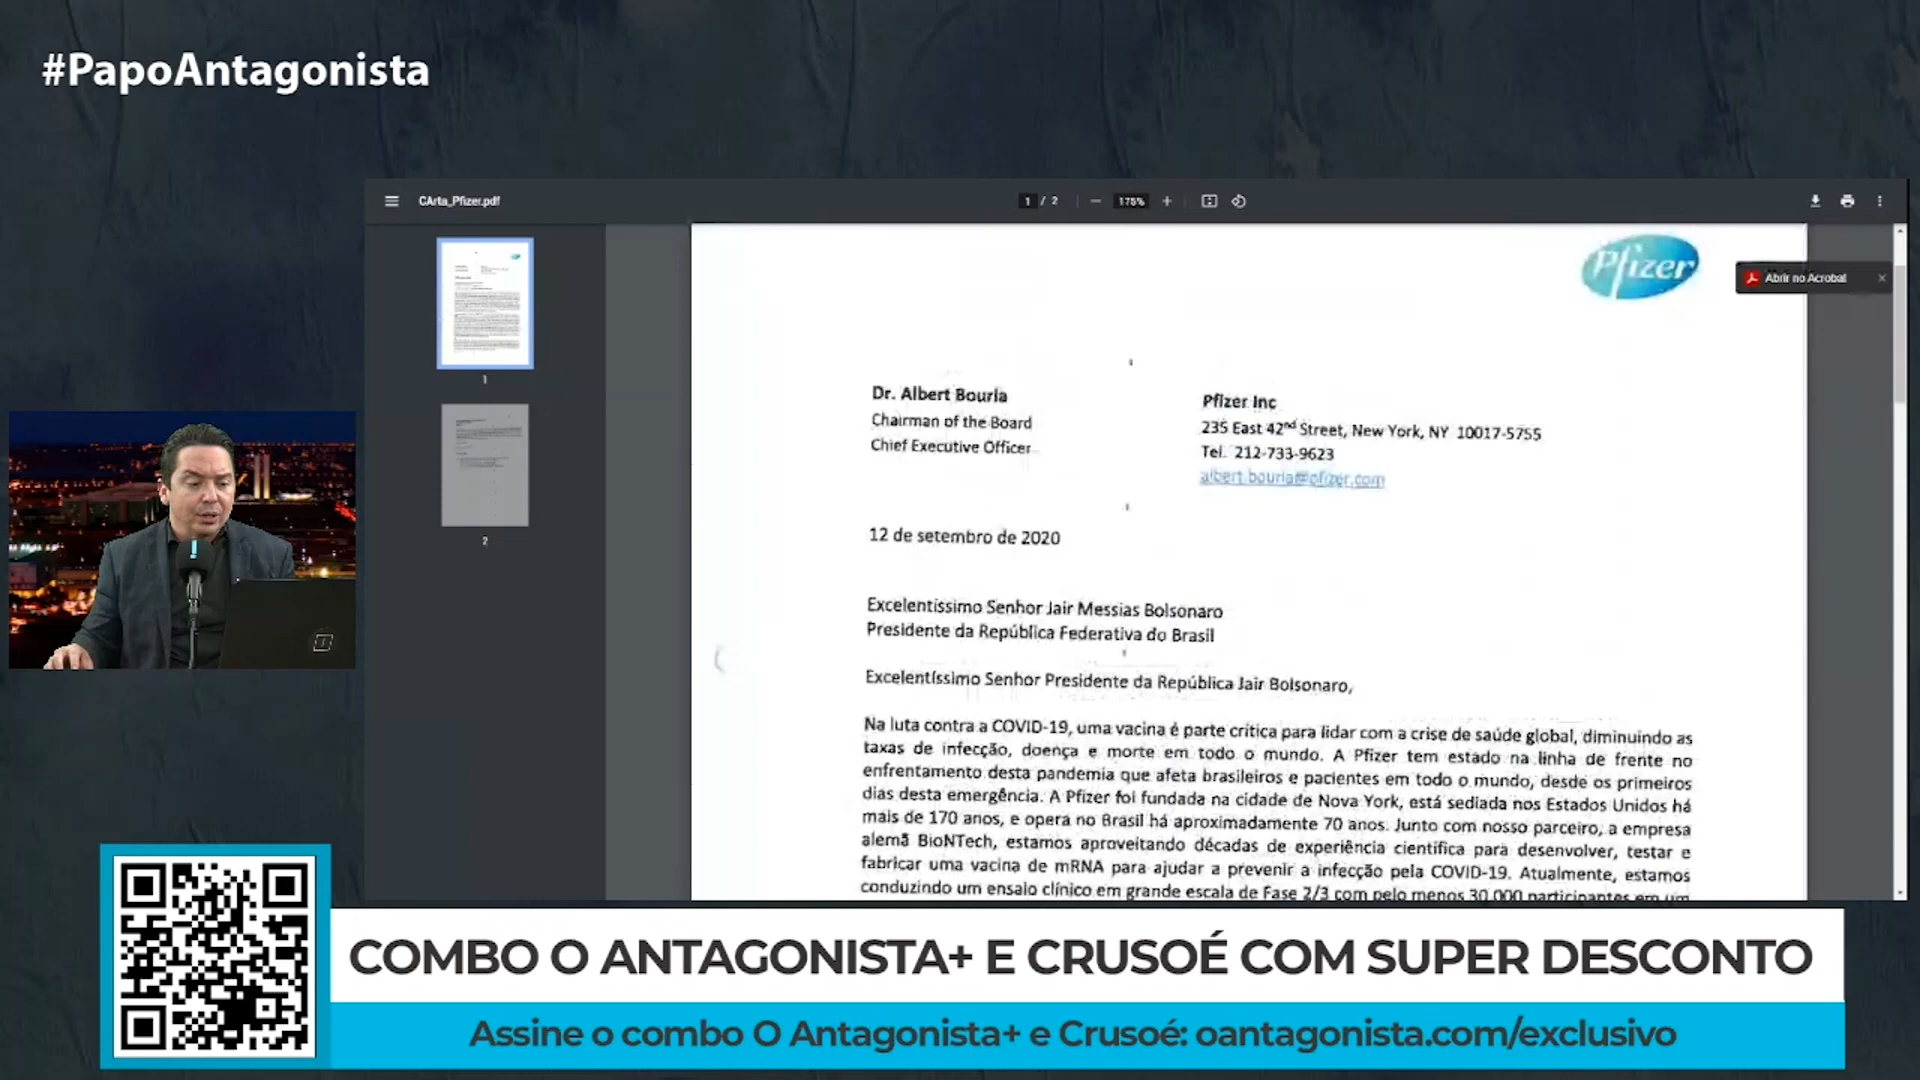 #PapoAntagonista
CArta_Pfizer.pdf
1 / 2
175%
Pfizer
Abrir no Acrobat
1
2
Dr. Albert Bourla
Chairman of the Board
Chief Executive Officer
Pfizer Inc
235 East 42nd Street, New York, NY 10017-5755
Tel. 212-733-9623
albert.bourla@pfizer.com
12 de setembro de 2020
Excelentíssimo Senhor Jair Messias Bolsonaro
Presidente da República Federativa do Brasil
Excelentíssimo Senhor Presidente da República Jair Bolsonaro,
Na luta contra a COVID-19, uma vacina é parte crítica para lidar com a crise de saúde global, diminuindo as
taxas de infecção, doença e morte em todo o mundo. A Pfizer tem estado na linha de frente no
enfrentamento desta pandemia que afeta brasileiros e pacientes em todo o mundo, desde os primeiros
dias desta emergência. A Pfizer foi fundada na cidade de Nova York, está sediada nos Estados Unidos há
mais de 170 anos, e opera no Brasil há aproximadamente 70 anos. Junto com nosso parceiro, a empresa
alemã BioNTech, estamos aproveitando décadas de experiência científica para desenvolver, testar e
fabricar uma vacina de mRNA para ajudar a prevenir a infecção pela COVID-19. Atualmente, estamos
conduzindo um ensaio clínico em grande escala de Fase 2/3 com pelo menos 30.000 participantes em um
COMBO O ANTAGONISTA+ E CRUSOÉ COM SUPER DESCONTO
Assine o combo O Antagonista+ e Crusoé: oantagonista.com/exclusivo